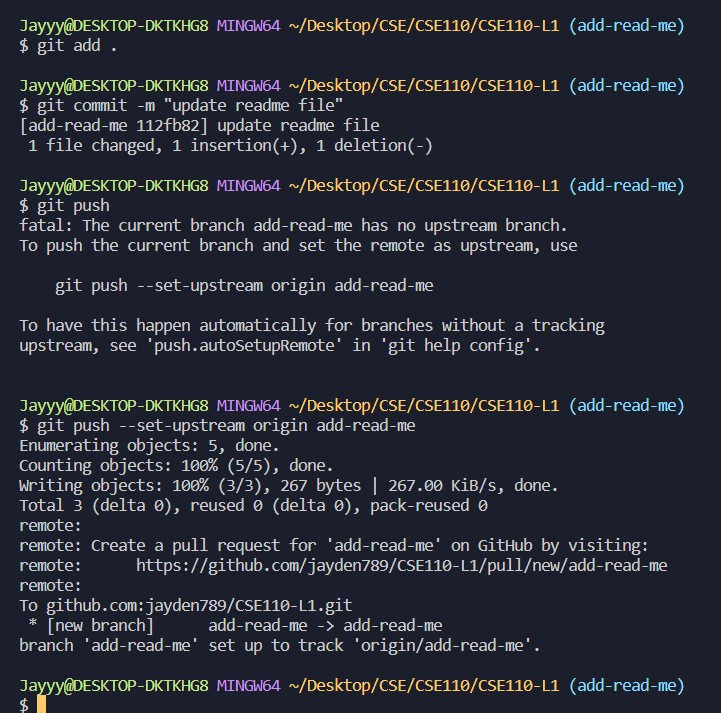 Jayyy@DESKTOP-DKTKHG8 MINGW64 ~/Desktop/CSE/CSE110/CSE110-L1 (add-read-me)
$ git add .

Jayyy@DESKTOP-DKTKHG8 MINGW64 ~/Desktop/CSE/CSE110/CSE110-L1 (add-read-me)
$ git commit -m "update readme file"
[add-read-me 112fb82] update readme file
 1 file changed, 1 insertion(+), 1 deletion(-)

Jayyy@DESKTOP-DKTKHG8 MINGW64 ~/Desktop/CSE/CSE110/CSE110-L1 (add-read-me)
$ git push
fatal: The current branch add-read-me has no upstream branch.
To push the current branch and set the remote as upstream, use

    git push --set-upstream origin add-read-me

To have this happen automatically for branches without a tracking
upstream, see 'push.autoSetupRemote' in 'git help config'.


Jayyy@DESKTOP-DKTKHG8 MINGW64 ~/Desktop/CSE/CSE110/CSE110-L1 (add-read-me)
$ git push --set-upstream origin add-read-me
Enumerating objects: 5, done.
Counting objects: 100% (5/5), done.
Writing objects: 100% (3/3), 267 bytes | 267.00 KiB/s, done.
Total 3 (delta 0), reused 0 (delta 0), pack-reused 0
remote:
remote: Create a pull request for 'add-read-me' on GitHub by visiting:
remote:      https://github.com/jayden789/CSE110-L1/pull/new/add-read-me
remote:
To github.com:jayden789/CSE110-L1.git
 * [new branch]      add-read-me -> add-read-me
branch 'add-read-me' set up to track 'origin/add-read-me'.

Jayyy@DESKTOP-DKTKHG8 MINGW64 ~/Desktop/CSE/CSE110/CSE110-L1 (add-read-me)
$